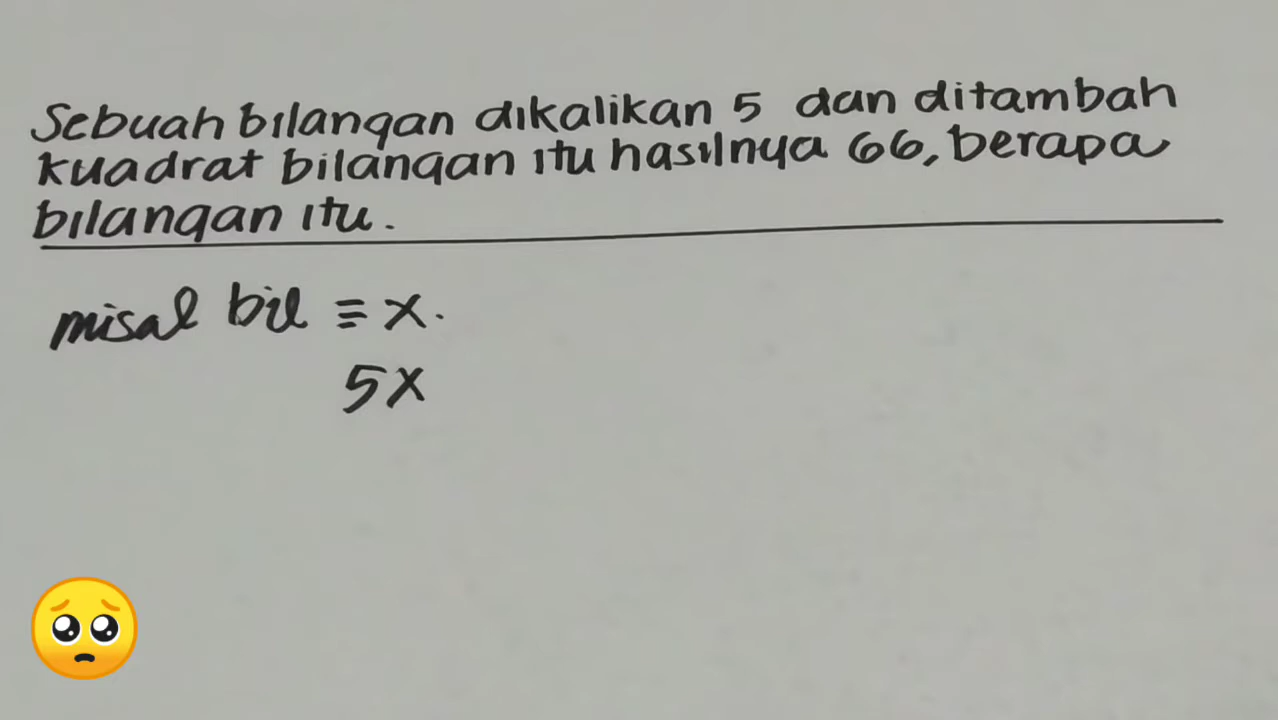 Sebuah bilangan dikalikan 5 dan ditambah
kuadrat bilangan itu hasilnya 66, berapa
bilangan itu.
misal bil = x.
5x